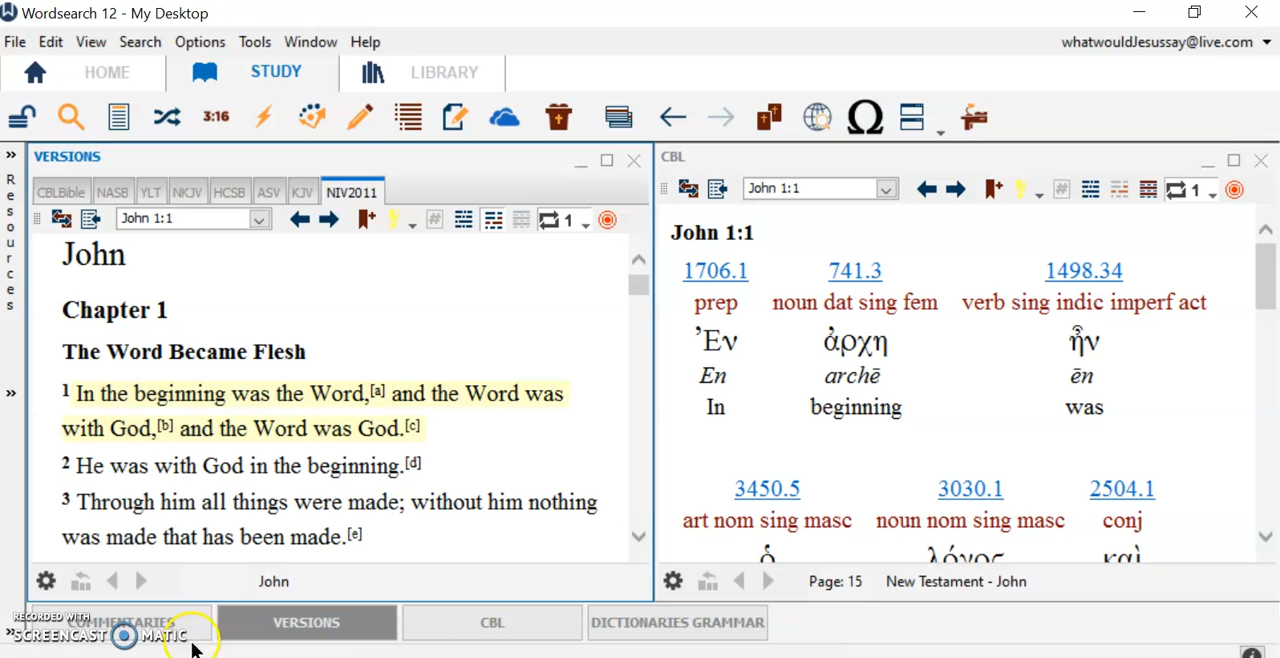 Wordsearch 12 - My Desktop
File Edit View Search Options Tools Window Help
whatwouldJesussay@live.com
HOME STUDY LIBRARY
3:16
Resources
VERSIONS
CBLBible NASB YLT NKJV HCSB ASV KJV NIV2011
John 1:1 # 1
John
Chapter 1
The Word Became Flesh
1 In the beginning was the Word,[a] and the Word was
with God,[b] and the Word was God.[c]
2 He was with God in the beginning.[d]
3 Through him all things were made; without him nothing
was made that has been made.[e]
John
CBL
John 1:1 # 1
John 1:1
1706.1 741.3 1498.34
prep noun dat sing fem verb sing indic imperf act
Ἐν ἀρχῃ ἦν
En archē ēn
In beginning was
3450.5 3030.1 2504.1
art nom sing masc noun nom sing masc conj
ὁ λόγος καὶ
Page: 15 New Testament - John
COMMENTARIES VERSIONS CBL DICTIONARIES GRAMMAR
RECORDED WITH
SCREENCAST MATIC